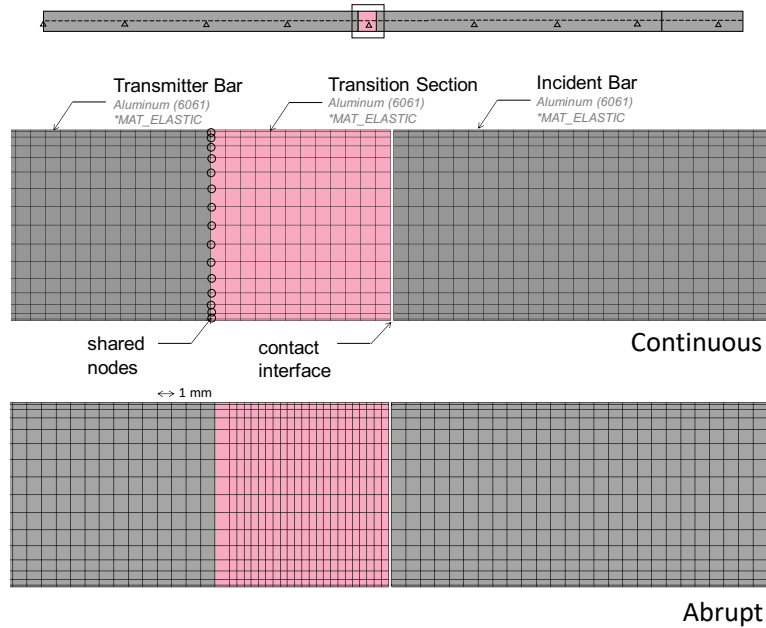 Transmitter Bar
Aluminum (6061)
*MAT_ELASTIC
Transition Section
Aluminum (6061)
*MAT_ELASTIC
Incident Bar
Aluminum (6061)
*MAT_ELASTIC
shared
nodes
contact
interface
Continuous
1 mm
Abrupt